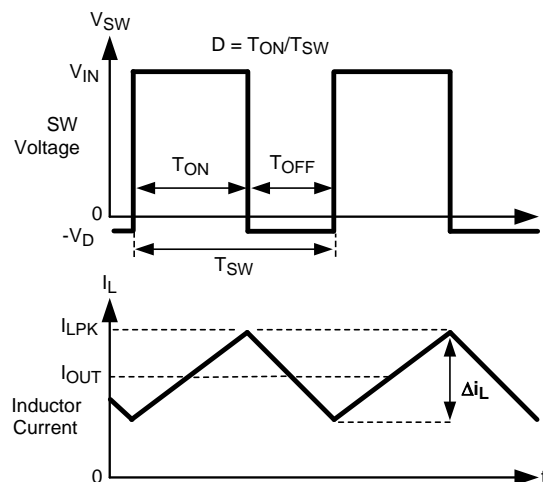 V_SW
D = T_ON/T_SW
V_IN
SW
Voltage
T_ON
T_OFF
0
-V_D
T_SW
I_L
I_LPK
I_OUT
Inductor
Current
Δi_L
0
t